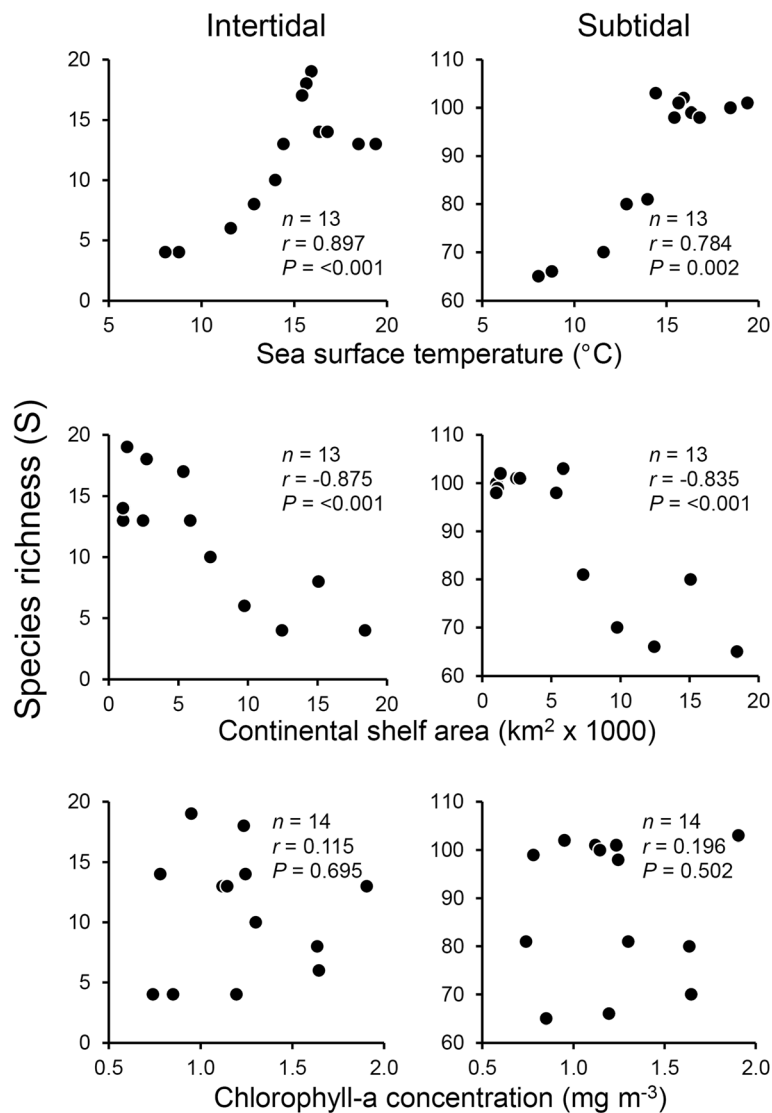 Intertidal
Subtidal
Species richness (S)
20
15
10
5
0
n = 13
r = 0.897
P = <0.001
5
10
15
20
110
100
90
80
70
60
n = 13
r = 0.784
P = 0.002
5
10
15
20
Sea surface temperature (°C)
20
15
10
5
0
n = 13
r = -0.875
P = <0.001
0
5
10
15
20
110
100
90
80
70
60
n = 13
r = -0.835
P = <0.001
0
5
10
15
20
Continental shelf area (km² x 1000)
20
15
10
5
0
n = 14
r = 0.115
P = 0.695
0.5
1.0
1.5
2.0
110
100
90
80
70
60
n = 14
r = 0.196
P = 0.502
0.5
1.0
1.5
2.0
Chlorophyll-a concentration (mg m⁻³)